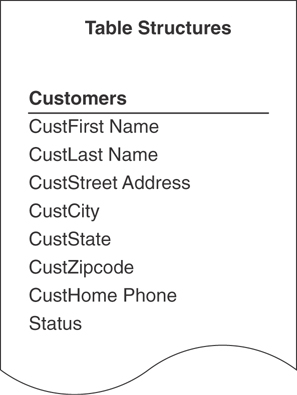 Table Structures
Customers
CustFirst Name
CustLast Name
CustStreet Address
CustCity
CustState
CustZipcode
CustHome Phone
Status